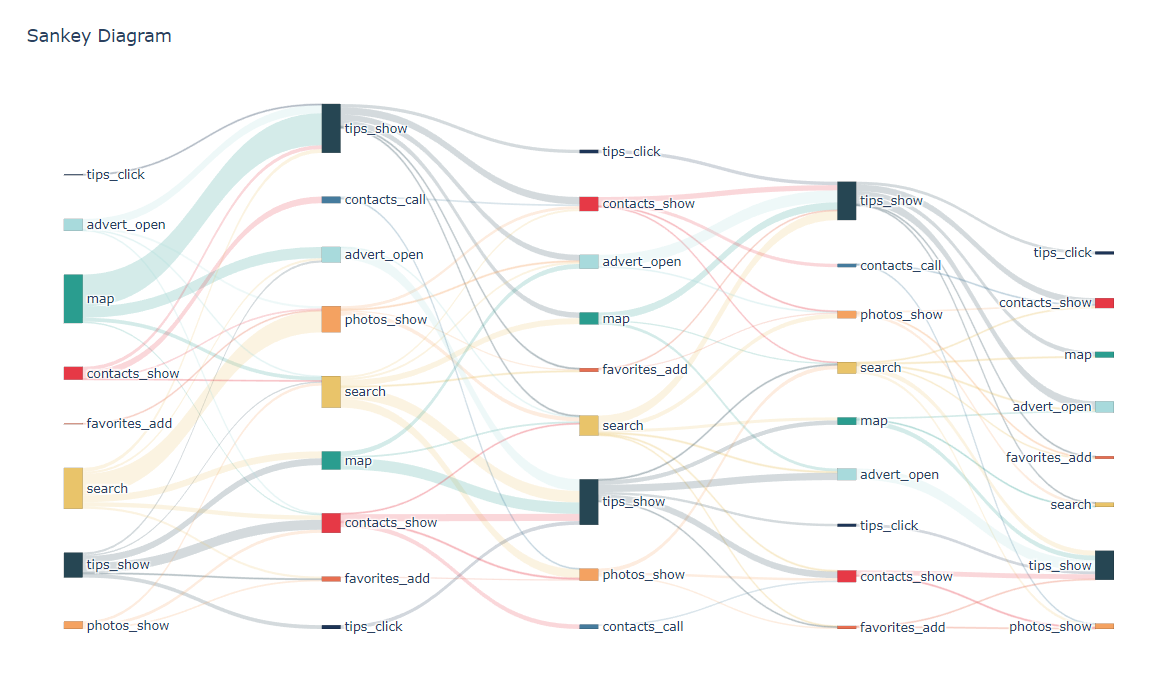 Sankey Diagram
tips_click
advert_open
map
contacts_show
favorites_add
search
tips_show
photos_show
tips_show
contacts_call
advert_open
photos_show
search
map
contacts_show
favorites_add
tips_click
tips_click
contacts_show
advert_open
map
favorites_add
search
tips_show
photos_show
contacts_call
tips_show
contacts_call
photos_show
search
map
advert_open
tips_click
contacts_show
favorites_add
tips_click
contacts_show
map
advert_open
favorites_add
search
tips_show
photos_show